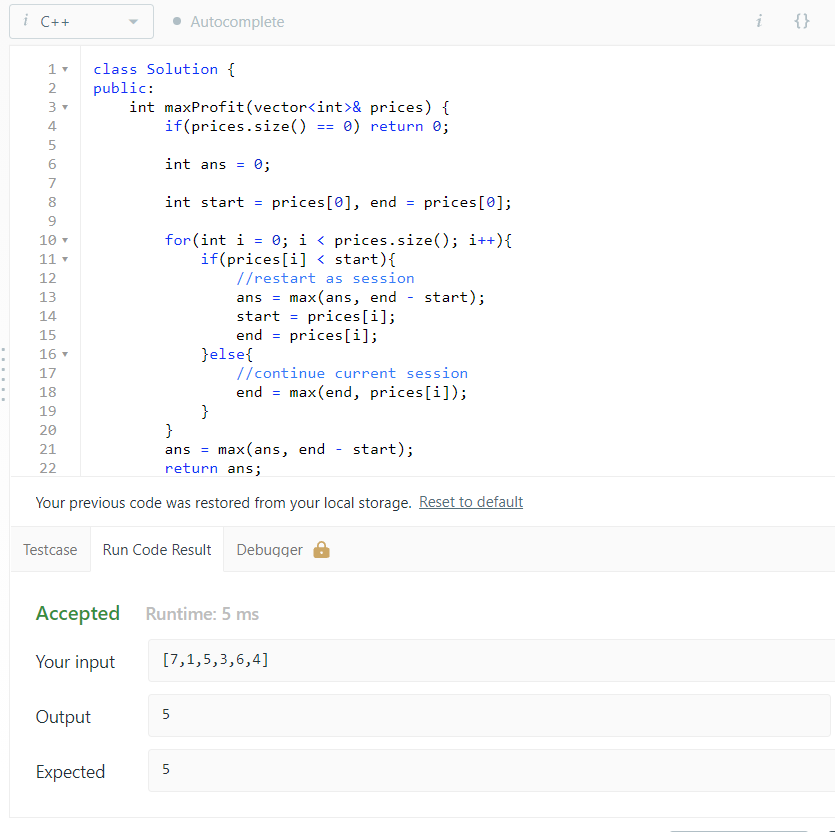 i C++
Autocomplete
i {}
1 class Solution {
2 public:
3 int maxProfit(vector<int>& prices) {
4 if(prices.size() == 0) return 0;
5
6 int ans = 0;
7
8 int start = prices[0], end = prices[0];
9
10 for(int i = 0; i < prices.size(); i++){
11 if(prices[i] < start){
12 //restart as session
13 ans = max(ans, end - start);
14 start = prices[i];
15 end = prices[i];
16 }else{
17 //continue current session
18 end = max(end, prices[i]);
19 }
20 }
21 ans = max(ans, end - start);
22 return ans;
Your previous code was restored from your local storage. Reset to default
Testcase Run Code Result Debugger
Accepted Runtime: 5 ms
Your input [7,1,5,3,6,4]
Output 5
Expected 5